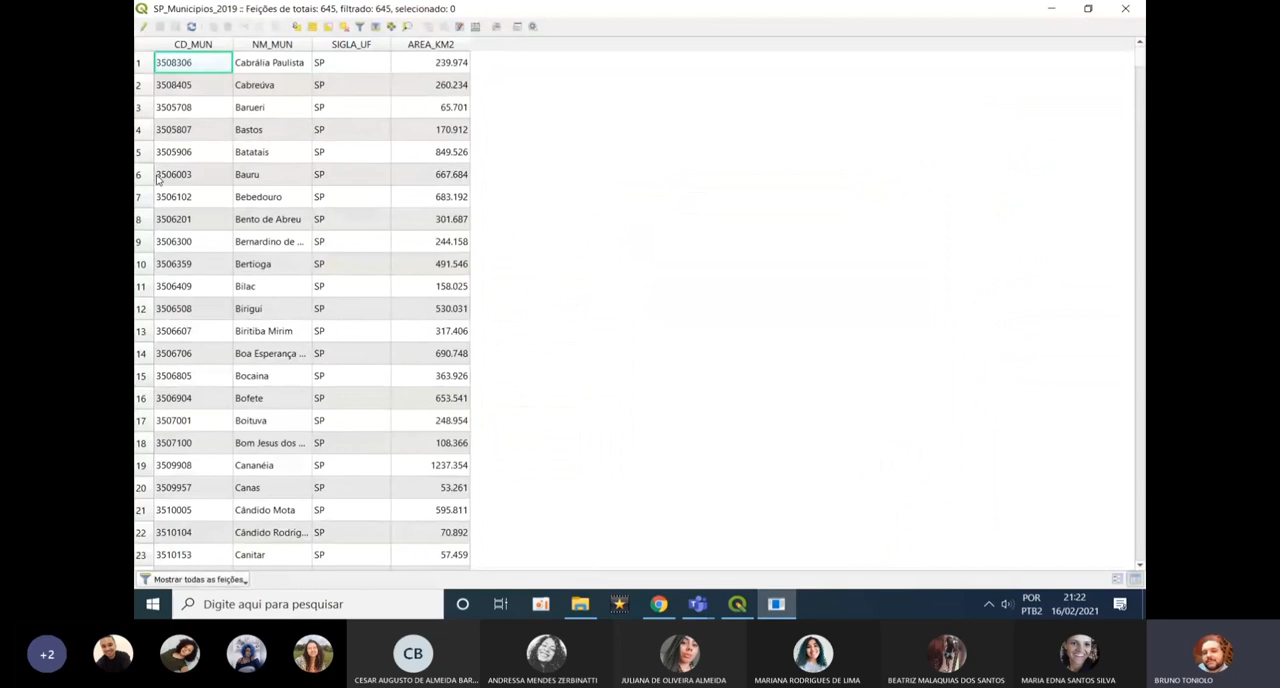 SP_Municipios_2019 :: Feições de totais: 645, filtrado: 645, selecionado: 0
CD_MUN NM_MUN SIGLA_UF AREA_KM2
1 3508306 Cabrália Paulista SP 239.974
2 3508405 Cabreúva SP 260.234
3 3505708 Barueri SP 65.701
4 3505807 Bastos SP 170.912
5 3505906 Batatais SP 849.526
6 3506003 Bauru SP 667.684
7 3506102 Bebedouro SP 683.192
8 3506201 Bento de Abreu SP 301.687
9 3506300 Bernardino de ... SP 244.158
10 3506359 Bertioga SP 491.546
11 3506409 Bilac SP 158.025
12 3506508 Birigui SP 530.031
13 3506607 Biritiba Mirim SP 317.406
14 3506706 Boa Esperança ... SP 690.748
15 3506805 Bocaina SP 363.926
16 3506904 Bofete SP 653.541
17 3507001 Boituva SP 248.954
18 3507100 Bom Jesus dos ... SP 108.366
19 3509908 Cananéia SP 1237.354
20 3509957 Canas SP 53.261
21 3510005 Cândido Mota SP 595.811
22 3510104 Cândido Rodrig... SP 70.892
23 3510153 Canitar SP 57.459
Mostrar todas as feições
Digite aqui para pesquisar
POR
PTB2
21:22
16/02/2021
+2
CB
CESAR AUGUSTO DE ALMEIDA BAR...
ANDRESSA MENDES ZERBINATTI
JULIANA DE OLIVEIRA ALMEIDA
MARIANA RODRIGUES DE LIMA
BEATRIZ MALAQUIAS DOS SANTOS
MARIA EDNA SANTOS SILVA
BRUNO TONIOLO